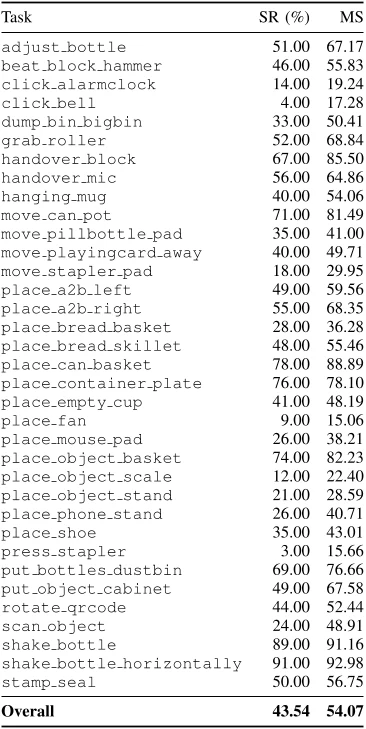 Task SR (%) MS
adjust_bottle 51.00 67.17
beat_block_hammer 46.00 55.83
click_alarmclock 14.00 19.24
click_bell 4.00 17.28
dump_bin_bigbin 33.00 50.41
grab_roller 52.00 68.84
handover_block 67.00 85.50
handover_mic 56.00 64.86
hanging_mug 40.00 54.06
move_can_pot 71.00 81.49
move_pillbottle_pad 35.00 41.00
move_playingcard_away 40.00 49.71
move_stapler_pad 18.00 29.95
place_a2b_left 49.00 59.56
place_a2b_right 55.00 68.35
place_bread_basket 28.00 36.28
place_bread_skillet 48.00 55.46
place_can_basket 78.00 88.89
place_container_plate 76.00 78.10
place_empty_cup 41.00 48.19
place_fan 9.00 15.06
place_mouse_pad 26.00 38.21
place_object_basket 74.00 82.23
place_object_scale 12.00 22.40
place_object_stand 21.00 28.59
place_phone_stand 26.00 40.71
place_shoe 35.00 43.01
press_stapler 3.00 15.66
put_bottles_dustbin 69.00 76.66
put_object_cabinet 49.00 67.58
rotate_qrcode 44.00 52.44
scan_object 24.00 48.91
shake_bottle 89.00 91.16
shake_bottle_horizontally 91.00 92.98
stamp_seal 50.00 56.75
Overall 43.54 54.07